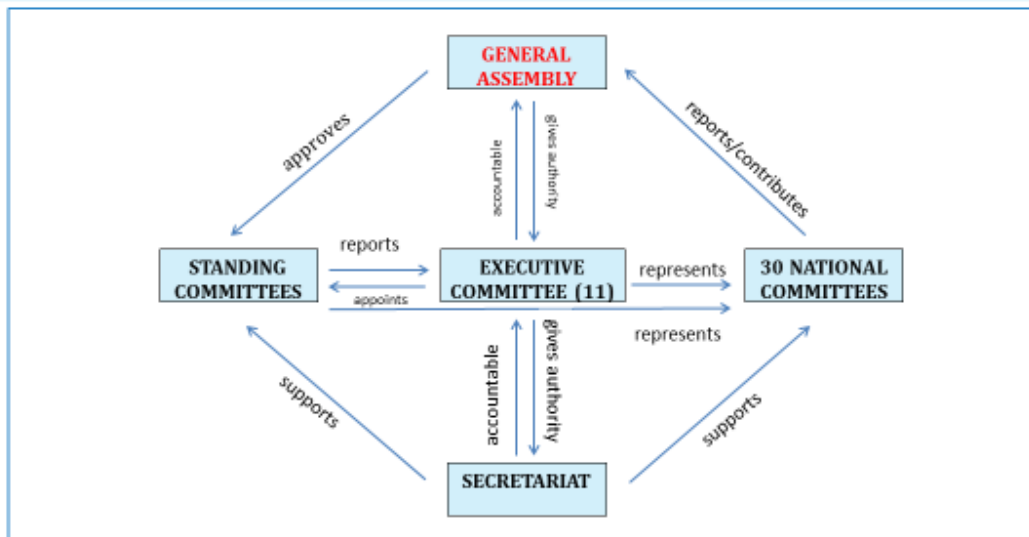 GENERAL
ASSEMBLY
approves
accountable
gives authority
reports/contributes
reports
represents
STANDING
COMMITTEES
EXECUTIVE
COMMITTEE (11)
30 NATIONAL
COMMITTEES
appoints
represents
supports
accountable
gives authority
supports
SECRETARIAT